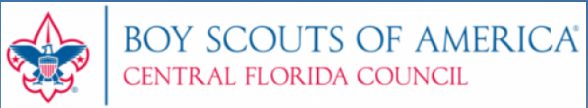 BOY SCOUTS OF AMERICA®
CENTRAL FLORIDA COUNCIL